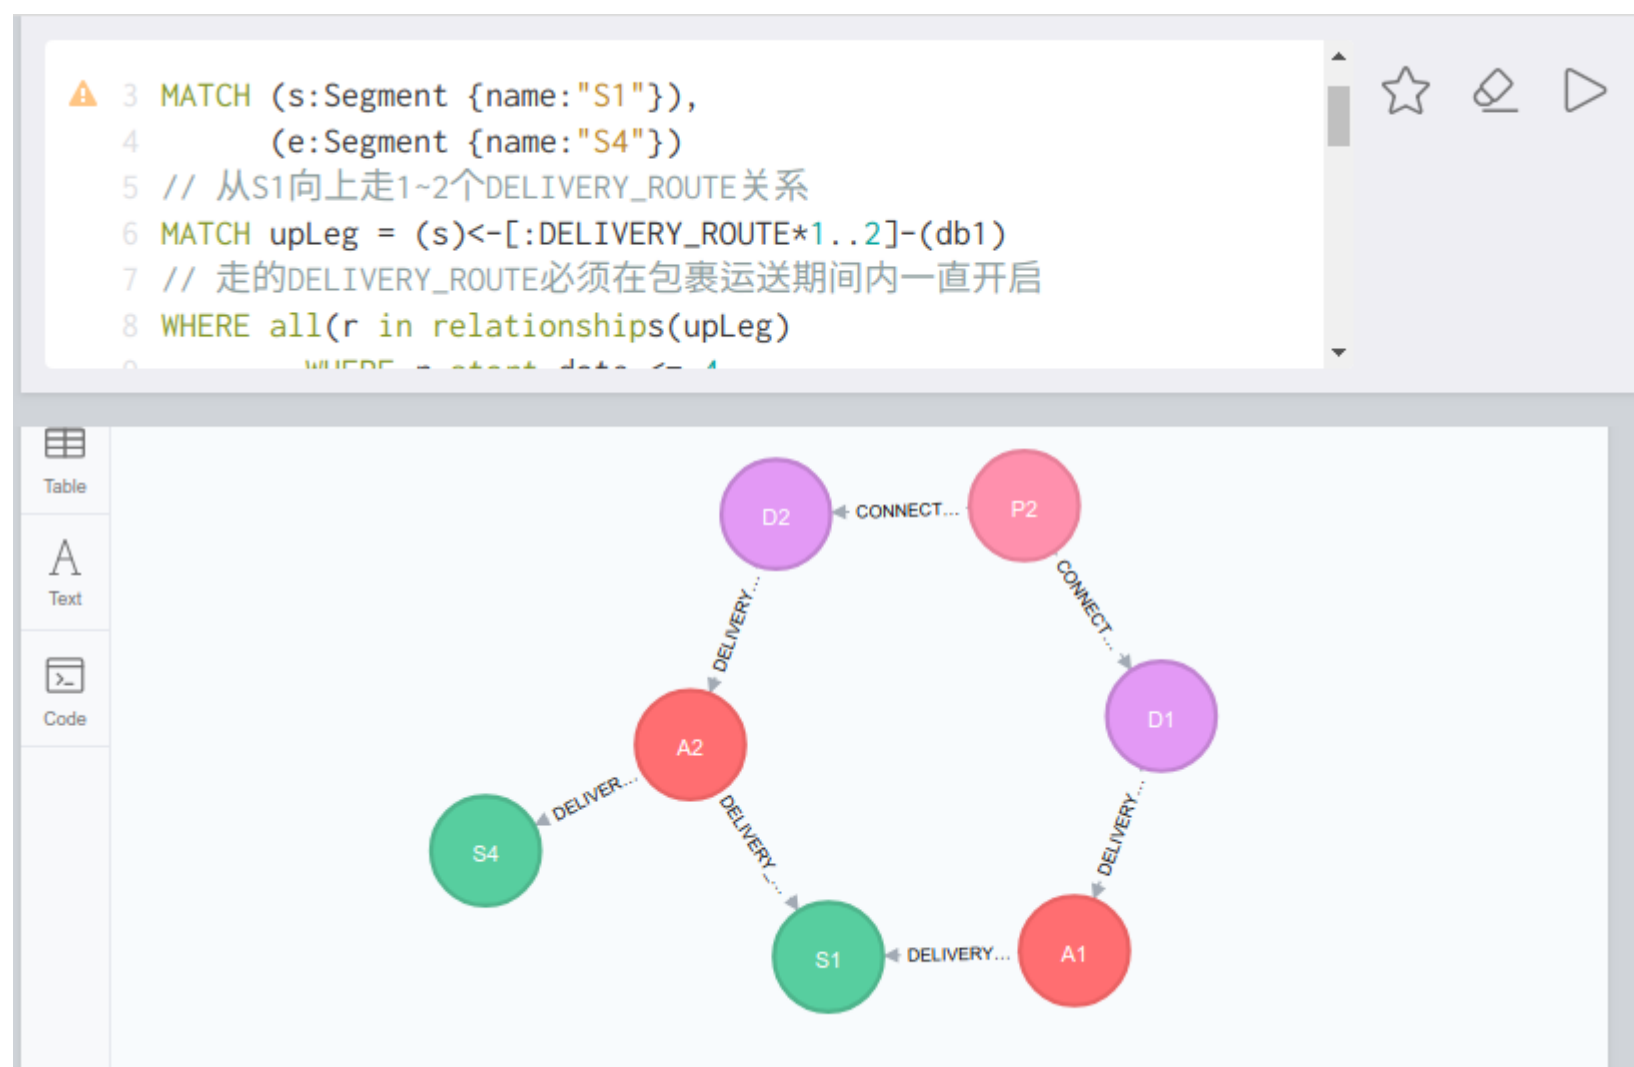 3 MATCH (s:Segment {name:"S1"}),
4 (e:Segment {name:"S4"})
5 // 从S1向上走1~2个DELIVERY_ROUTE关系
6 MATCH upLeg = (s)<-[:DELIVERY_ROUTE*1..2]-(db1)
7 // 走的DELIVERY_ROUTE必须在包裹运送期间内一直开启
8 WHERE all(r in relationships(upLeg)
Table
Text
Code
D2
CONNECT...
P2
CONNECT...
DELIVERY...
D1
A2
DELIVER...
DELIVERY_...
DELIVERY...
S4
S1
DELIVERY...
A1